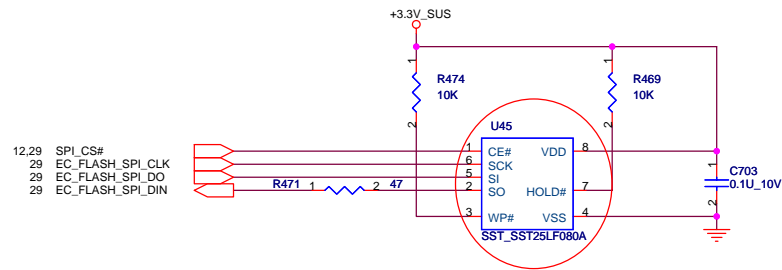 +3.3V_SUS
1
R474
10K
2
1
R469
10K
2
U45
12,29 SPI_CS# 1 CE# VDD 8
29 EC_FLASH_SPI_CLK 6 SCK
29 EC_FLASH_SPI_DO 5 SI
29 EC_FLASH_SPI_DIN R471 1 2 47 2 SO HOLD# 7
3 WP# VSS 4
SST_SST25LF080A
1
C703
0.1U_10V
2